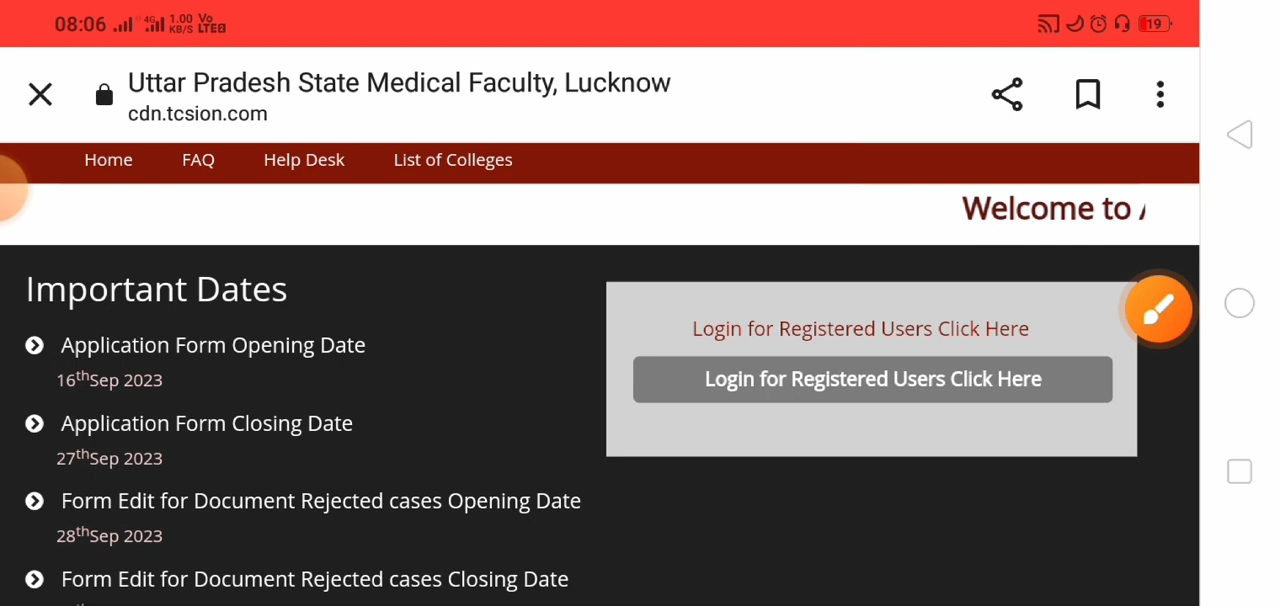 08:06 4G 1.00 KB/S Vo LTE 19
Uttar Pradesh State Medical Faculty, Lucknow
cdn.tcsion.com
Home FAQ Help Desk List of Colleges
Welcome to
Important Dates
Login for Registered Users Click Here
Application Form Opening Date
16thSep 2023
Login for Registered Users Click Here
Application Form Closing Date
27thSep 2023
Form Edit for Document Rejected cases Opening Date
28thSep 2023
Form Edit for Document Rejected cases Closing Date